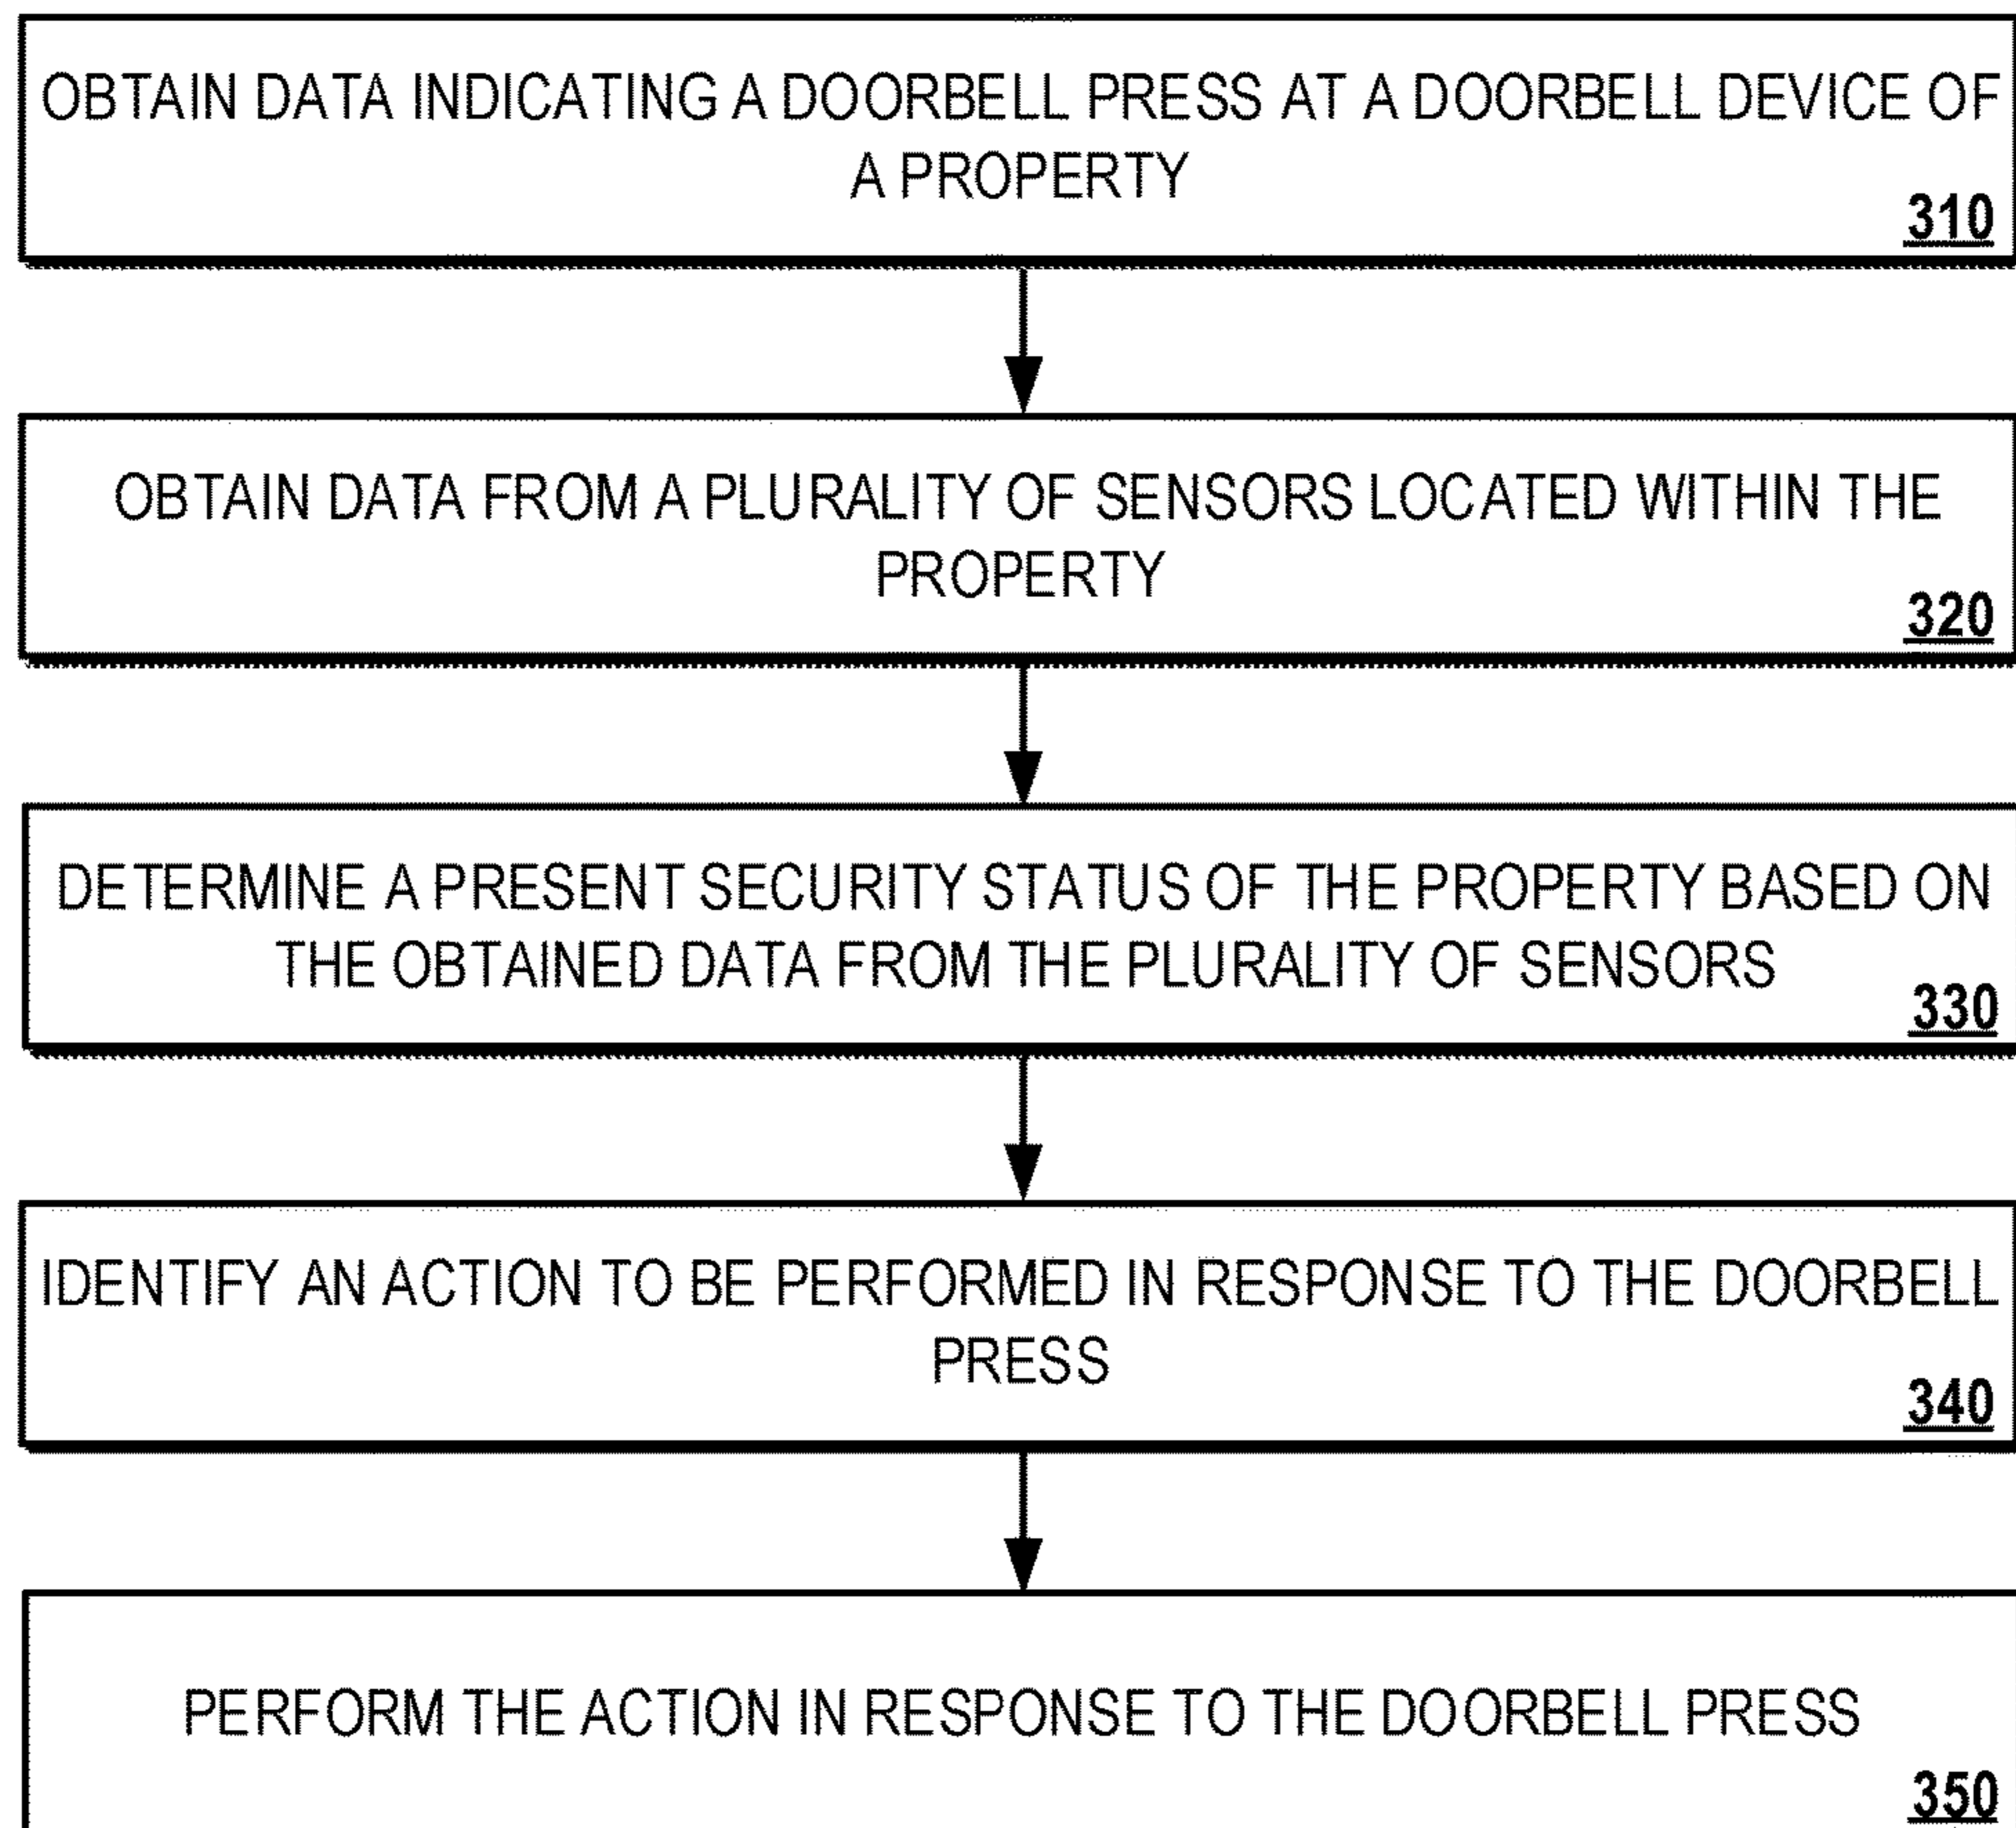 OBTAIN DATA INDICATING A DOORBELL PRESS AT A DOORBELL DEVICE OF
A PROPERTY
310
OBTAIN DATA FROM A PLURALITY OF SENSORS LOCATED WITHIN THE
PROPERTY
320
DETERMINE A PRESENT SECURITY STATUS OF THE PROPERTY BASED ON
THE OBTAINED DATA FROM THE PLURALITY OF SENSORS
330
IDENTIFY AN ACTION TO BE PERFORMED IN RESPONSE TO THE DOORBELL
PRESS
340
PERFORM THE ACTION IN RESPONSE TO THE DOORBELL PRESS
350